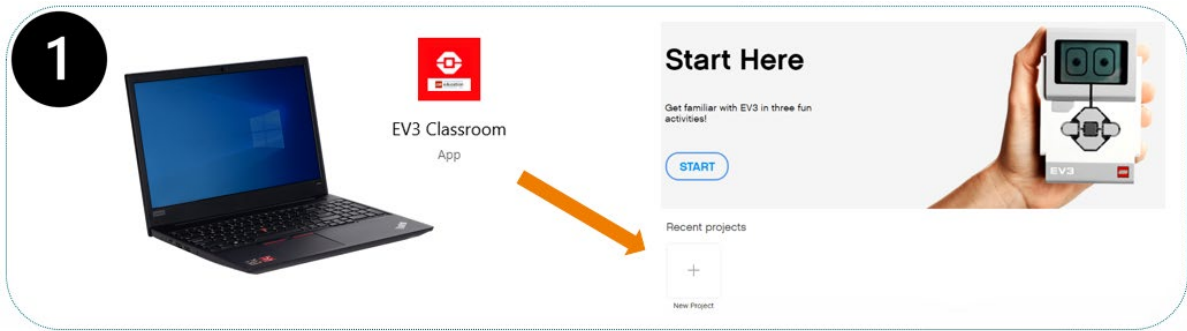 1
EV3 Classroom
App
Start Here
Get familiar with EV3 in three fun
activities!
START
EV3
Recent projects
+
New Project